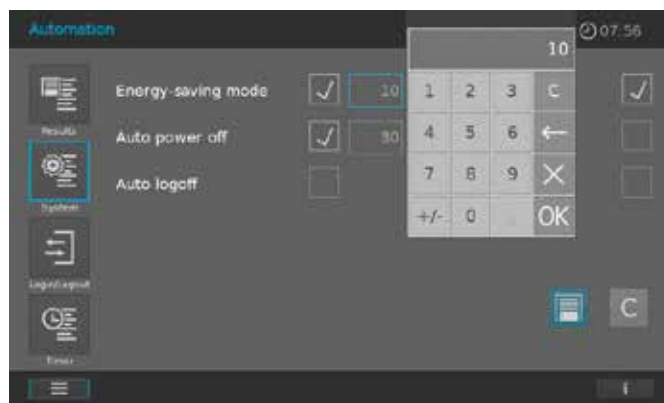 Automation
07:56
10
Energy-saving mode
10
1 2 3 C
Results
Auto power off
30
4 5 6
7 8 9
System
Auto logoff
+/- 0 . OK
Login/Logout
C
Timer
i